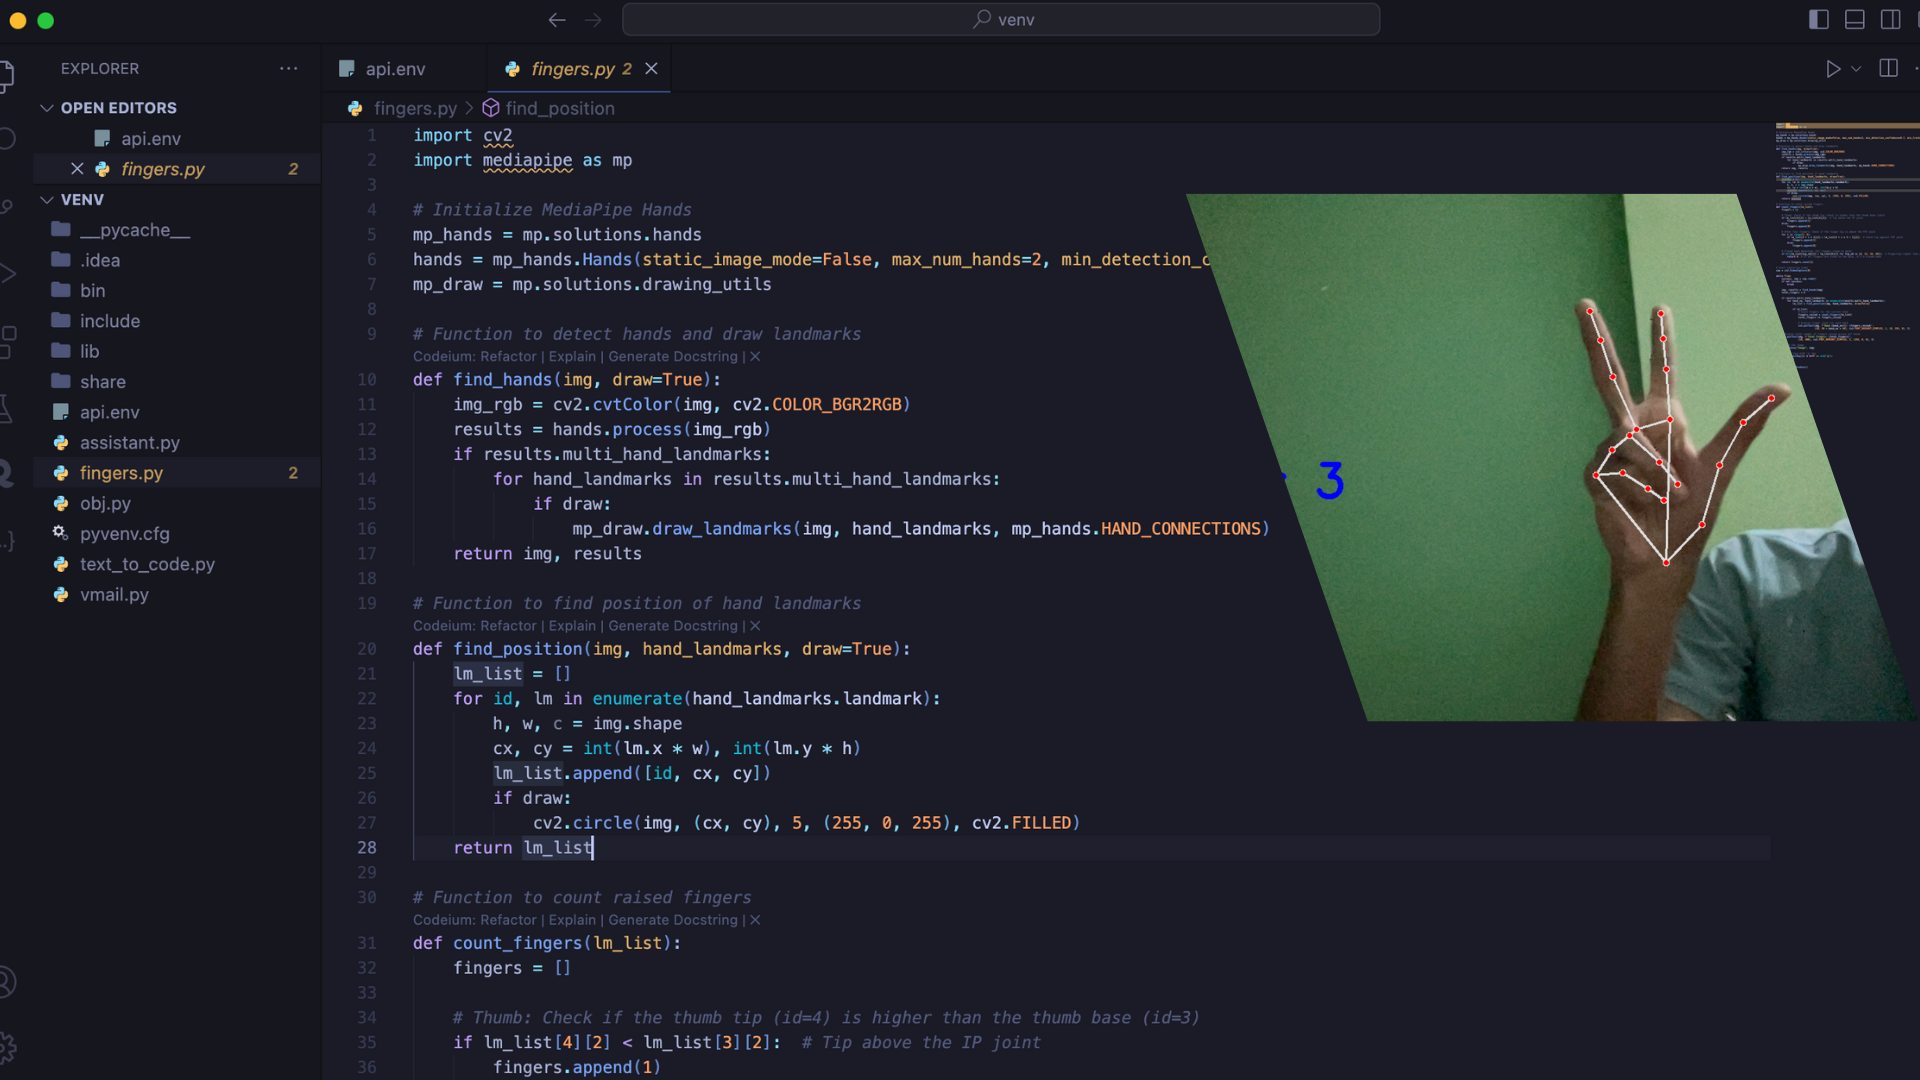 venv
EXPLORER
OPEN EDITORS
api.env
fingers.py 2
VENV
__pycache__
.idea
bin
include
lib
share
api.env
assistant.py
fingers.py 2
obj.py
pyvenv.cfg
text_to_code.py
vmail.py
api.env
fingers.py 2
fingers.py > find_position
1 import cv2
2 import mediapipe as mp
3
4 # Initialize MediaPipe Hands
5 mp_hands = mp.solutions.hands
6 hands = mp_hands.Hands(static_image_mode=False, max_num_hands=2, min_detection_c
7 mp_draw = mp.solutions.drawing_utils
8
9 # Function to detect hands and draw landmarks
Codeium: Refactor | Explain | Generate Docstring | X
10 def find_hands(img, draw=True):
11 img_rgb = cv2.cvtColor(img, cv2.COLOR_BGR2RGB)
12 results = hands.process(img_rgb)
13 if results.multi_hand_landmarks:
14 for hand_landmarks in results.multi_hand_landmarks:
15 if draw:
16 mp_draw.draw_landmarks(img, hand_landmarks, mp_hands.HAND_CONNECTIONS)
17 return img, results
18
19 # Function to find position of hand landmarks
Codeium: Refactor | Explain | Generate Docstring | X
20 def find_position(img, hand_landmarks, draw=True):
21 lm_list = []
22 for id, lm in enumerate(hand_landmarks.landmark):
23 h, w, c = img.shape
24 cx, cy = int(lm.x * w), int(lm.y * h)
25 lm_list.append([id, cx, cy])
26 if draw:
27 cv2.circle(img, (cx, cy), 5, (255, 0, 255), cv2.FILLED)
28 return lm_list
29
30 # Function to count raised fingers
Codeium: Refactor | Explain | Generate Docstring | X
31 def count_fingers(lm_list):
32 fingers = []
33
34 # Thumb: Check if the thumb tip (id=4) is higher than the thumb base (id=3)
35 if lm_list[4][2] < lm_list[3][2]: # Tip above the IP joint
36 fingers.append(1)
3